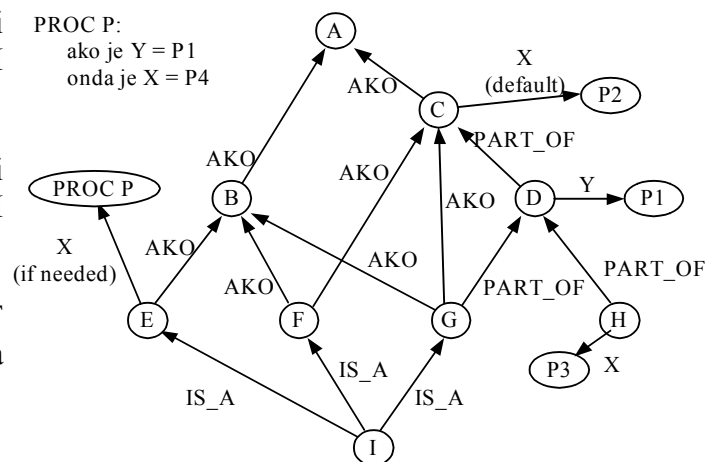 PROC P:
ako je Y = P1
onda je X = P4
A
X
(default)
AKO
P2
C
PART_OF
AKO
AKO
PROC P
B
AKO
D
Y
P1
X
(if needed)
AKO
AKO
AKO
PART_OF
PART_OF
E
F
G
H
P3
X
IS_A
IS_A
IS_A
I